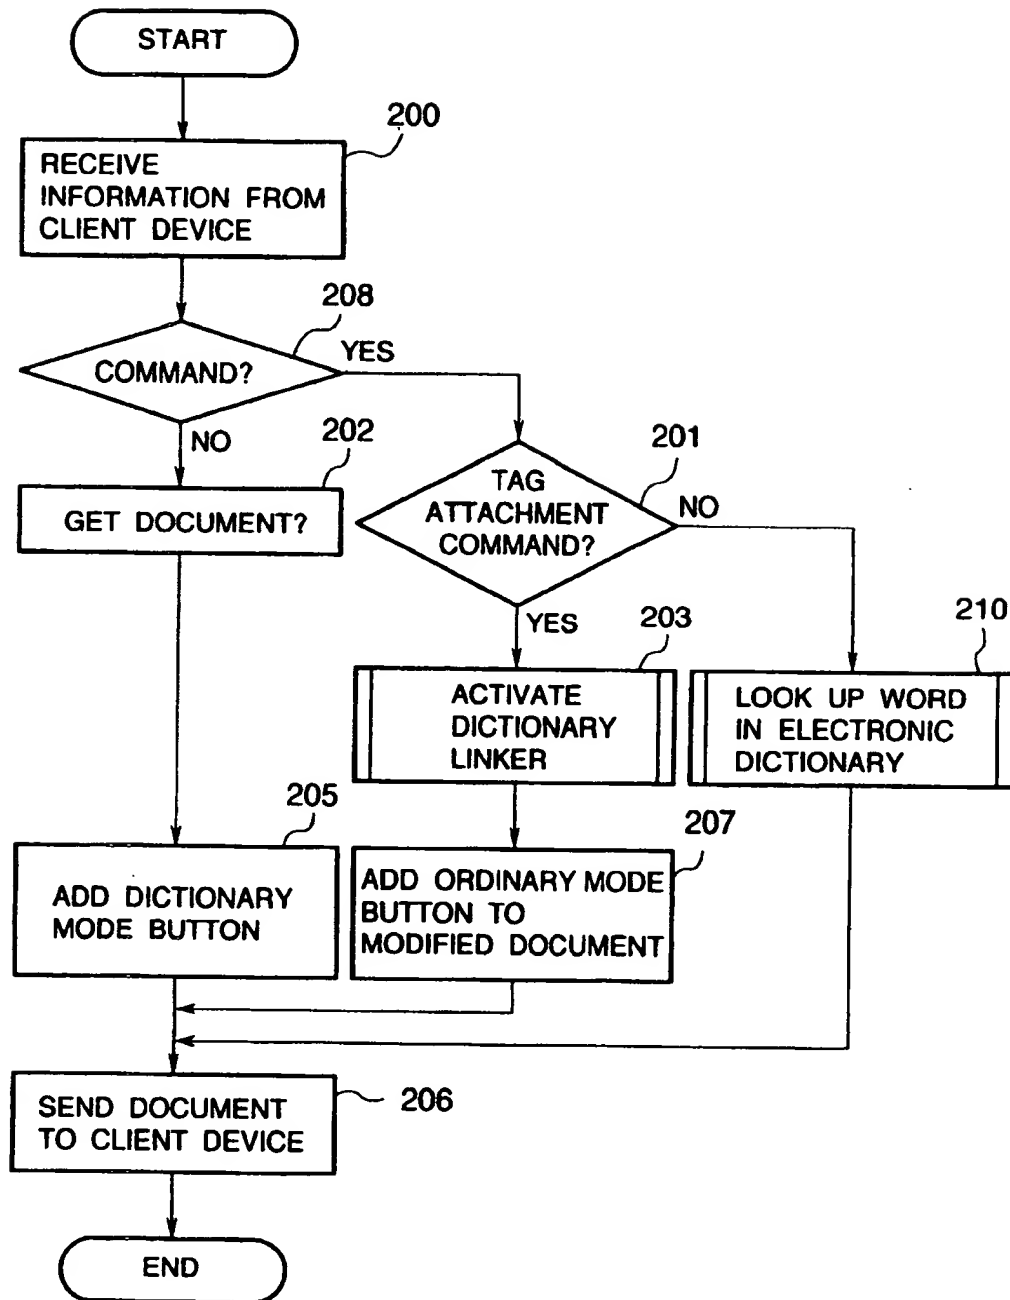 START
200
RECEIVE
INFORMATION FROM
CLIENT DEVICE
208
COMMAND?
YES
NO
202
GET DOCUMENT?
201
TAG
ATTACHMENT
COMMAND?
NO
YES
203
ACTIVATE
DICTIONARY
LINKER
210
LOOK UP WORD
IN ELECTRONIC
DICTIONARY
205
ADD DICTIONARY
MODE BUTTON
207
ADD ORDINARY MODE
BUTTON TO
MODIFIED DOCUMENT
SEND DOCUMENT
TO CLIENT DEVICE
206
END